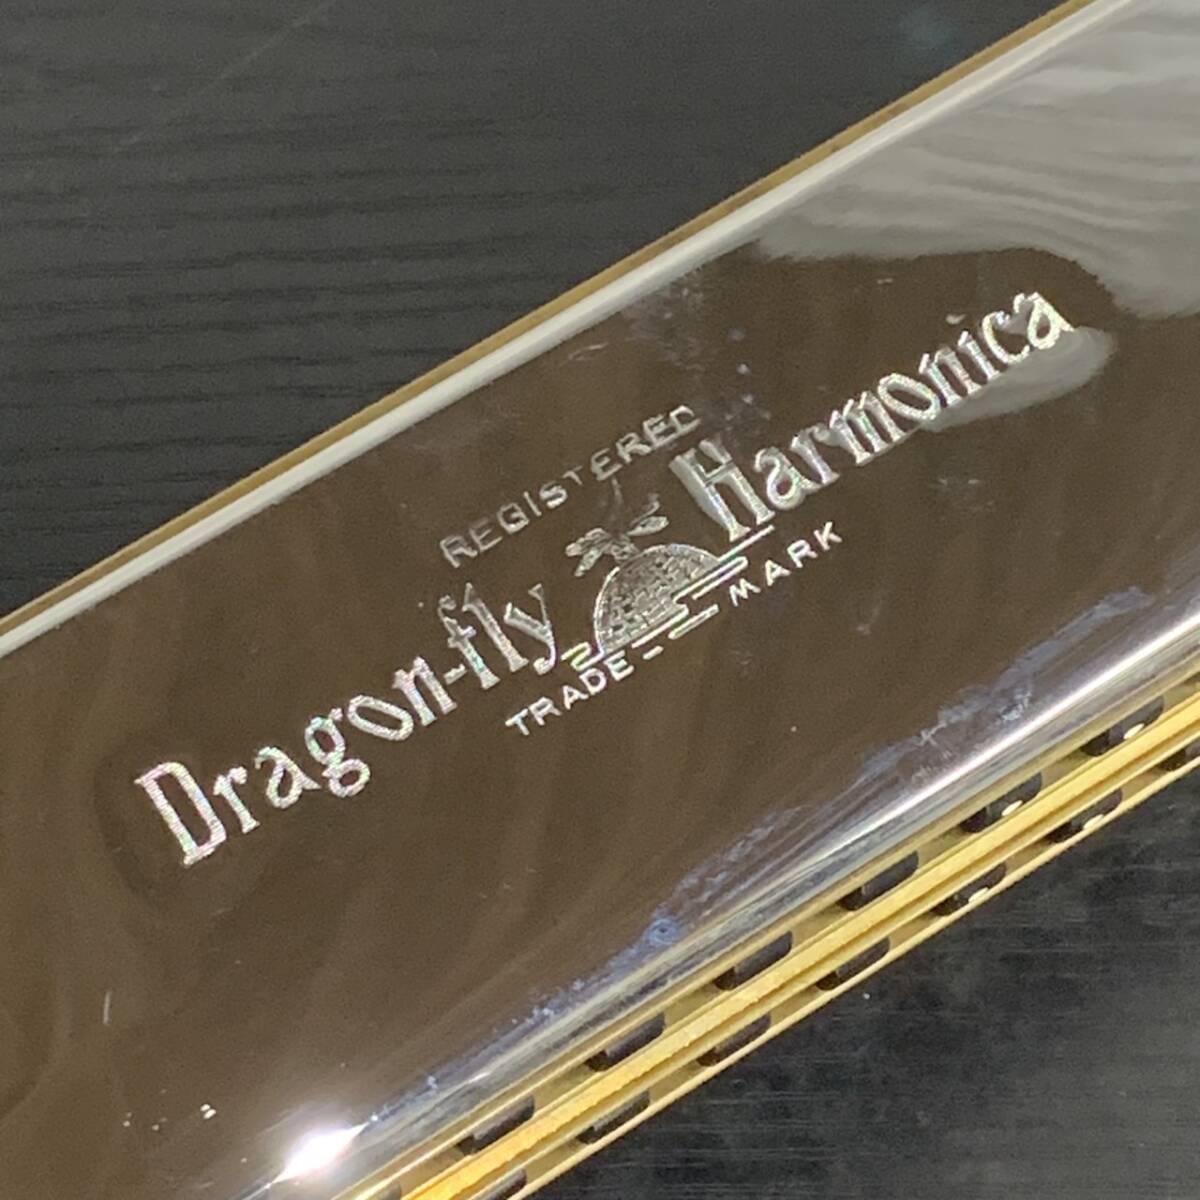 REGISTERED
Dragon-fly Harmonica
TRADE MARK